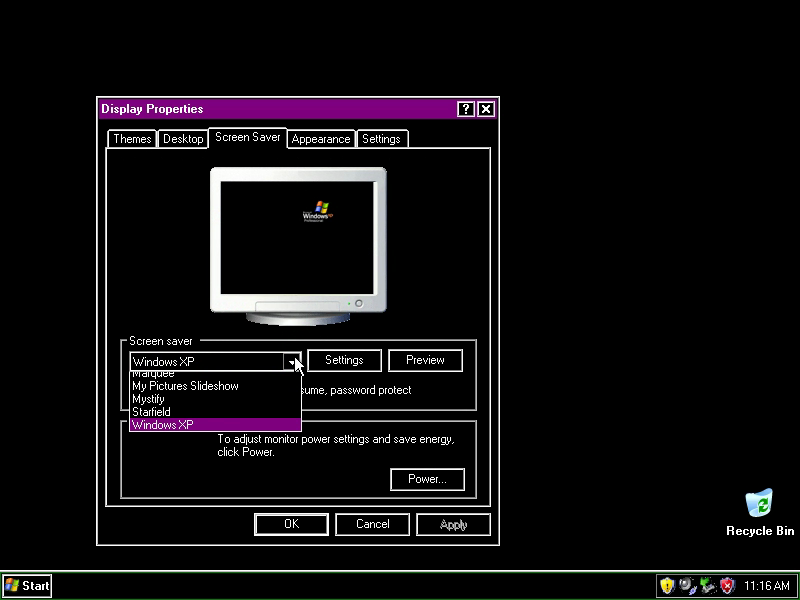 Display Properties
Themes Desktop Screen Saver Appearance Settings
Windows XP
Screen saver
Windows XP Settings Preview
Marquee
My Pictures Slideshow
sume, password protect
Mystify
Starfield
Windows XP
To adjust monitor power settings and save energy,
click Power.
Power...
OK Cancel Apply
Recycle Bin
Start 11:16 AM